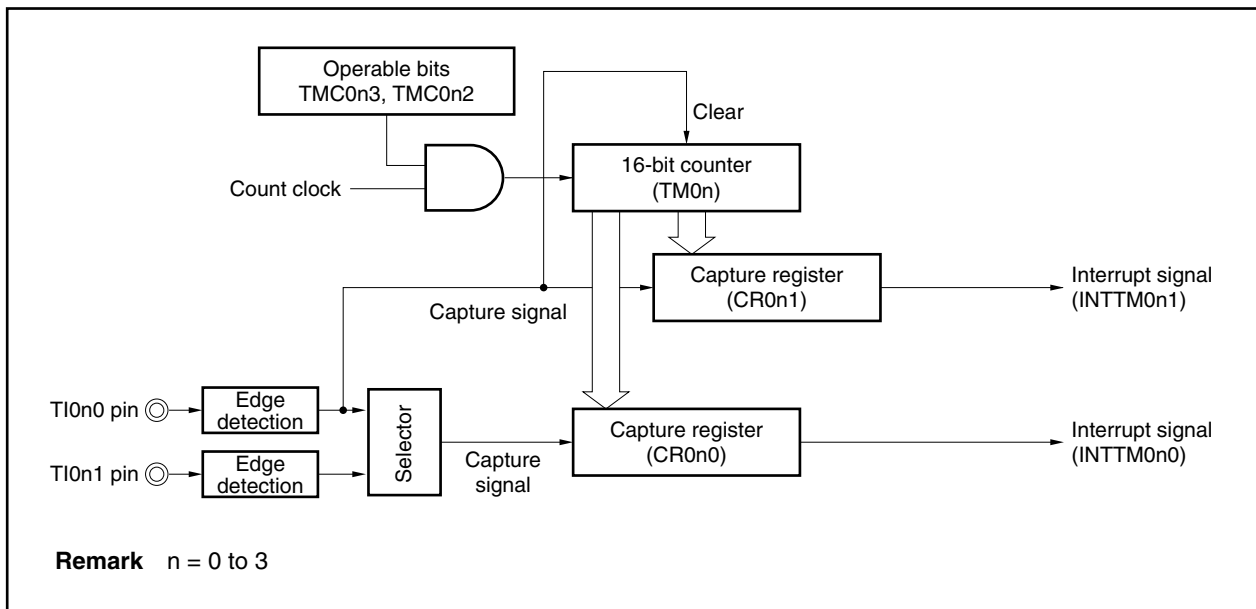 Operable bits
TMC0n3, TMC0n2
Clear
Count clock
16-bit counter
(TM0n)
Capture register
(CR0n1)
Interrupt signal
(INTTM0n1)
Capture signal
TI0n0 pin
Edge
detection
Selector
Capture register
(CR0n0)
Interrupt signal
(INTTM0n0)
TI0n1 pin
Edge
detection
Capture
signal
Remark n = 0 to 3